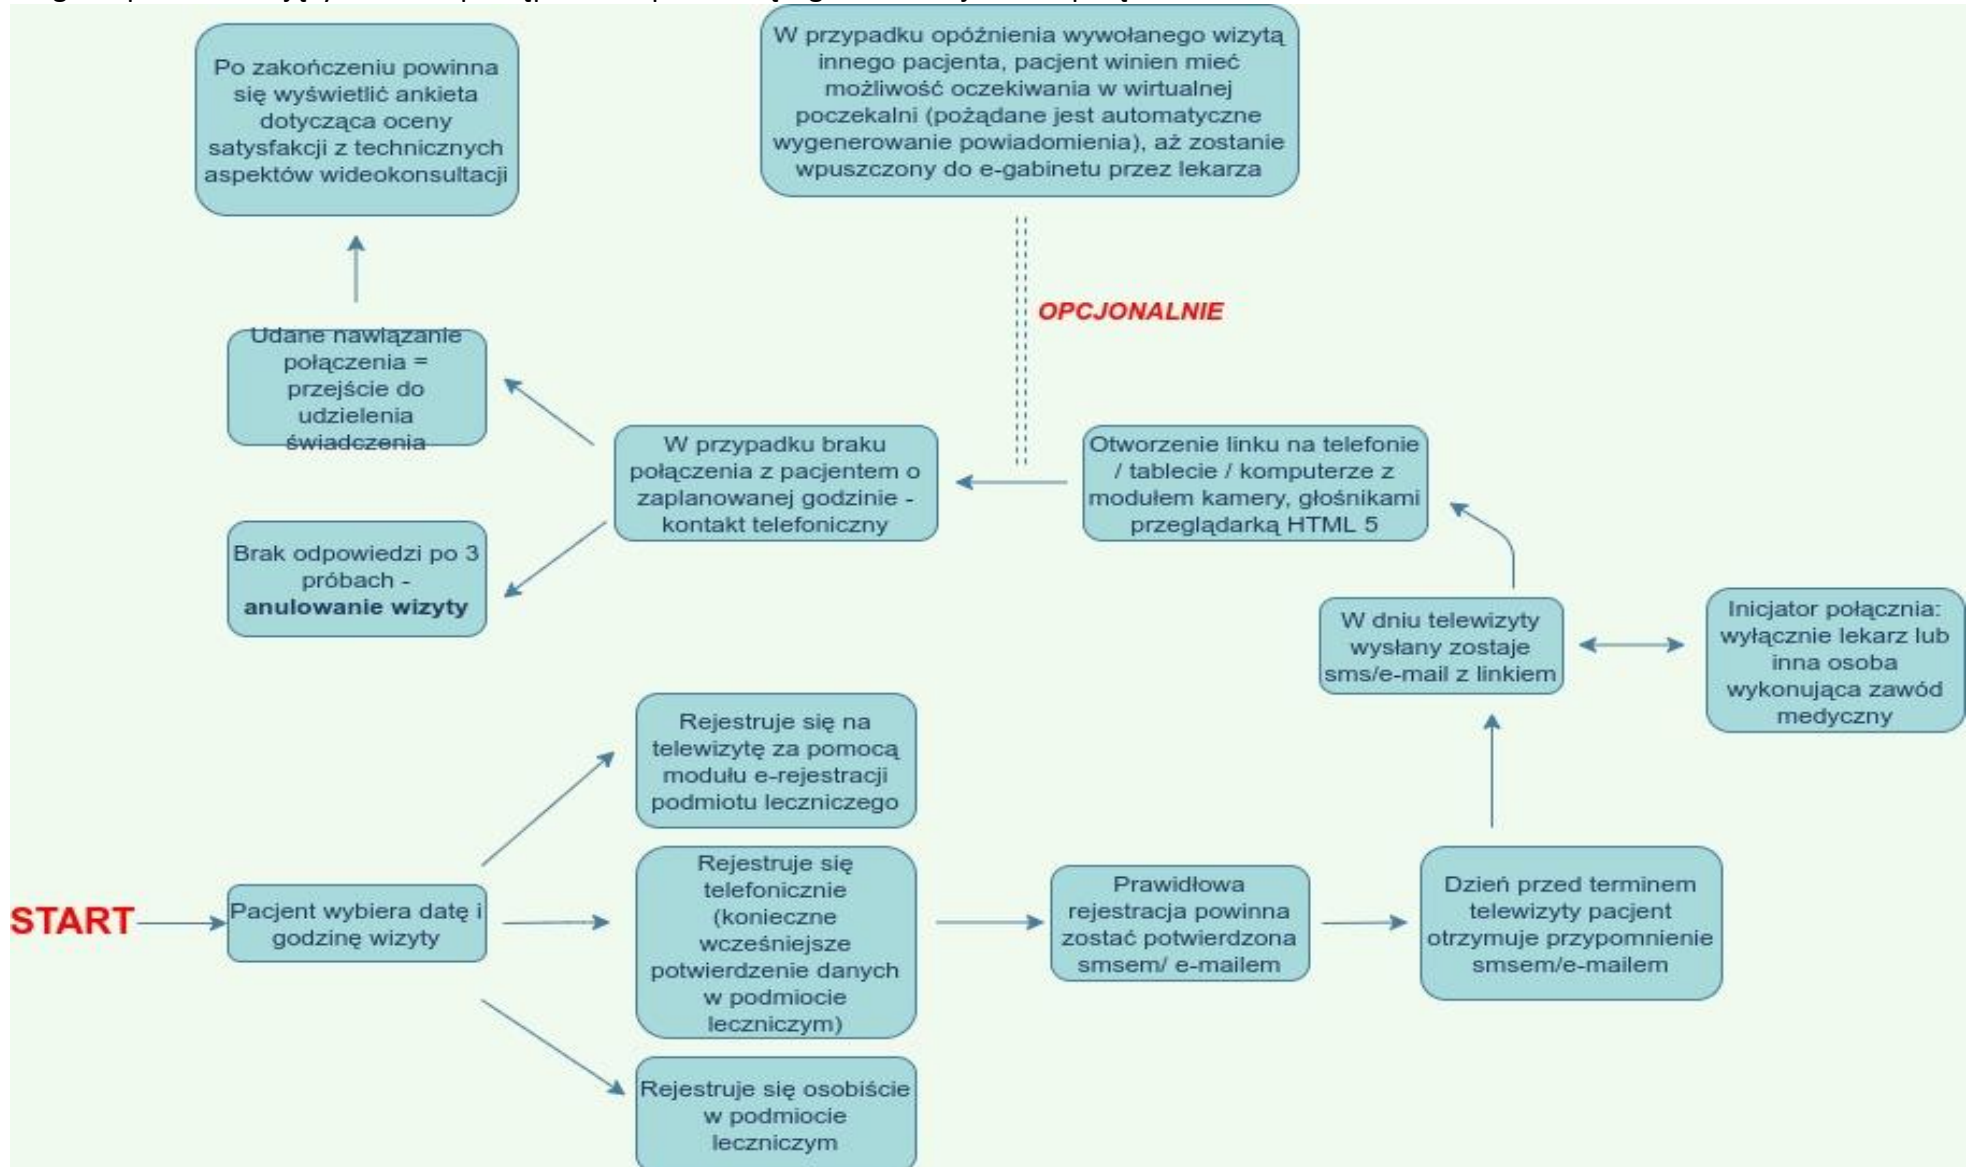 Po zakończeniu powinna
się wyświetlić ankieta
dotycząca oceny
satysfakcji z technicznych
aspektów wideokonsultacji
W przypadku opóźnienia wywołanego wizytą
innego pacjenta, pacjent winien mieć
możliwość oczekiwania w wirtualnej
poczekalni (pożądane jest automatyczne
wygenerowanie powiadomienia), aż zostanie
wpuszczony do e-gabinetu przez lekarza
OPCJONALNIE
Udane nawiązanie
połączenia =
przejście do
udzielenia
świadczenia
W przypadku braku
połączenia z pacjentem o
zaplanowanej godzinie -
kontakt telefoniczny
Otworzenie linku na telefonie
/ tablecie / komputerze z
modułem kamery, głośnikami
przeglądarką HTML 5
Brak odpowiedzi po 3
próbach -
anulowanie wizyty
W dniu telewizyty
wysłany zostaje
sms/e-mail z linkiem
Inicjator połącznia:
wyłącznie lekarz lub
inna osoba
wykonująca zawód
medyczny
Rejestruje się na
telewizytę za pomocą
modułu e-rejestracji
podmiotu leczniczego
START
Pacjent wybiera datę i
godzinę wizyty
Rejestruje się
telefonicznie
(konieczne
wcześniejsze
potwierdzenie danych
w podmiocie
leczniczym)
Prawidłowa
rejestracja powinna
zostać potwierdzona
smsem/ e-mailem
Dzień przed terminem
telewizyty pacjent
otrzymuje przypomnienie
smsem/e-mailem
Rejestruje się osobiście
w podmiocie
leczniczym